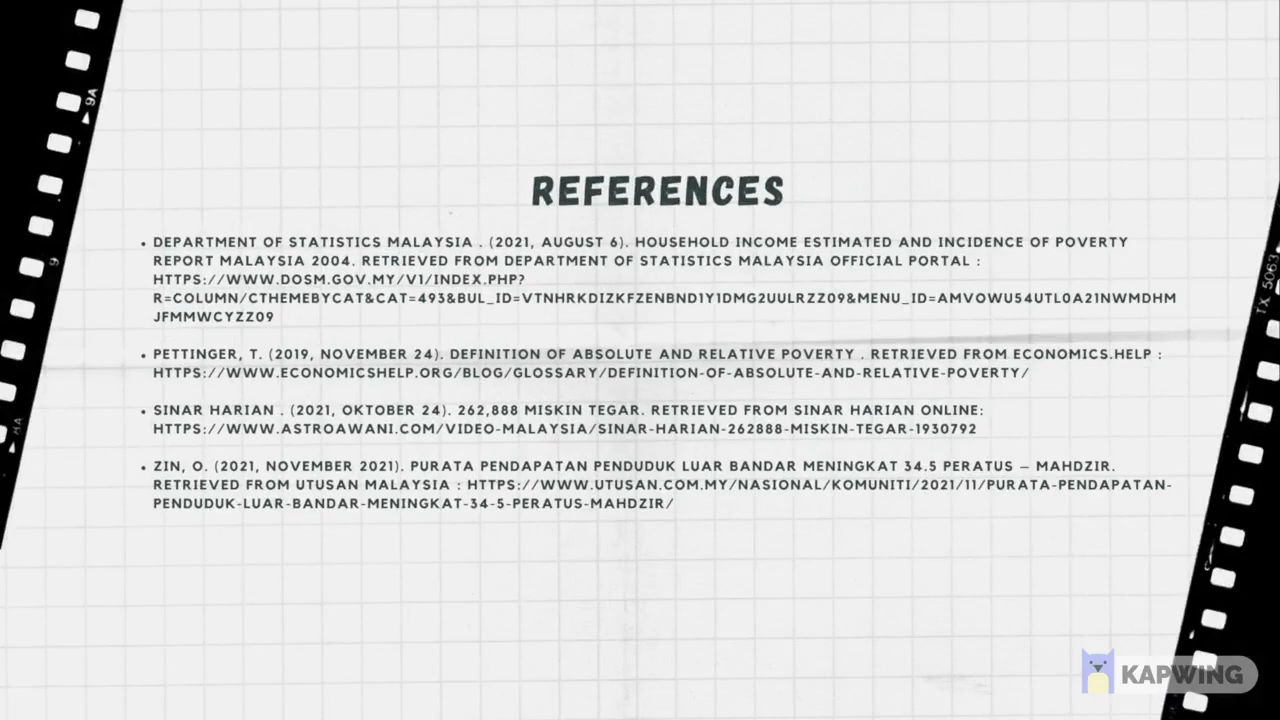 REFERENCES
• DEPARTMENT OF STATISTICS MALAYSIA . (2021, AUGUST 6). HOUSEHOLD INCOME ESTIMATED AND INCIDENCE OF POVERTY
REPORT MALAYSIA 2004. RETRIEVED FROM DEPARTMENT OF STATISTICS MALAYSIA OFFICIAL PORTAL :
HTTPS://WWW.DOSM.GOV.MY/V1/INDEX.PHP?
R=COLUMN/CTHEMEBYCAT&CAT=493&BUL_ID=VTNHRKDIZKFZENBND1Y1DMG2UULRZZ09&MENU_ID=AMVOWU54UTL0A21NWMDHM
JFMMWCYZZ09
• PETTINGER, T. (2019, NOVEMBER 24). DEFINITION OF ABSOLUTE AND RELATIVE POVERTY . RETRIEVED FROM ECONOMICS.HELP :
HTTPS://WWW.ECONOMICSHELP.ORG/BLOG/GLOSSARY/DEFINITION-OF-ABSOLUTE-AND-RELATIVE-POVERTY/
• SINAR HARIAN . (2021, OKTOBER 24). 262,888 MISKIN TEGAR. RETRIEVED FROM SINAR HARIAN ONLINE:
HTTPS://WWW.ASTROAWANI.COM/VIDEO-MALAYSIA/SINAR-HARIAN-262888-MISKIN-TEGAR-1930792
• ZIN, O. (2021, NOVEMBER 2021). PURATA PENDAPATAN PENDUDUK LUAR BANDAR MENINGKAT 34.5 PERATUS – MAHDZIR.
RETRIEVED FROM UTUSAN MALAYSIA : HTTPS://WWW.UTUSAN.COM.MY/NASIONAL/KOMUNITI/2021/11/PURATA-PENDAPATAN-
PENDUDUK-LUAR-BANDAR-MENINGKAT-34-5-PERATUS-MAHDZIR/
9A
9
8A
TX 5063
KAPWING